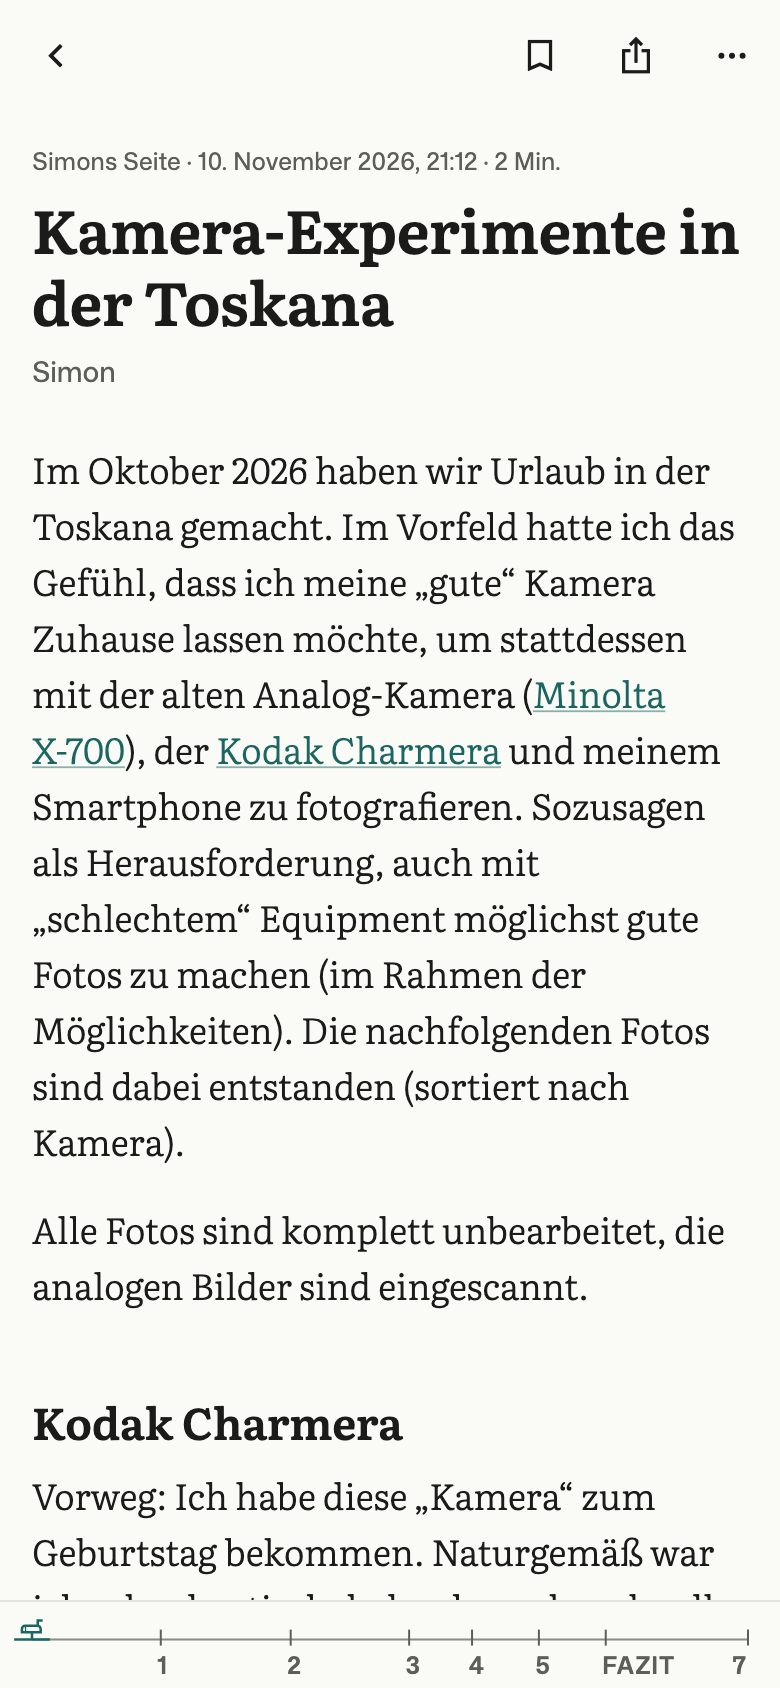 Simons Seite · 10. November 2026, 21:12 · 2 Min.
Kamera-Experimente in
der Toskana
Simon
Im Oktober 2026 haben wir Urlaub in der
Toskana gemacht. Im Vorfeld hatte ich das
Gefühl, dass ich meine „gute“ Kamera
Zuhause lassen möchte, um stattdessen
mit der alten Analog-Kamera (Minolta
X-700), der Kodak Charmera und meinem
Smartphone zu fotografieren. Sozusagen
als Herausforderung, auch mit
„schlechtem“ Equipment möglichst gute
Fotos zu machen (im Rahmen der
Möglichkeiten). Die nachfolgenden Fotos
sind dabei entstanden (sortiert nach
Kamera).
Alle Fotos sind komplett unbearbeitet, die
analogen Bilder sind eingescannt.
Kodak Charmera
Vorweg: Ich habe diese „Kamera“ zum
Geburtstag bekommen. Naturgemäß war
1 2 3 4 5 FAZIT 7